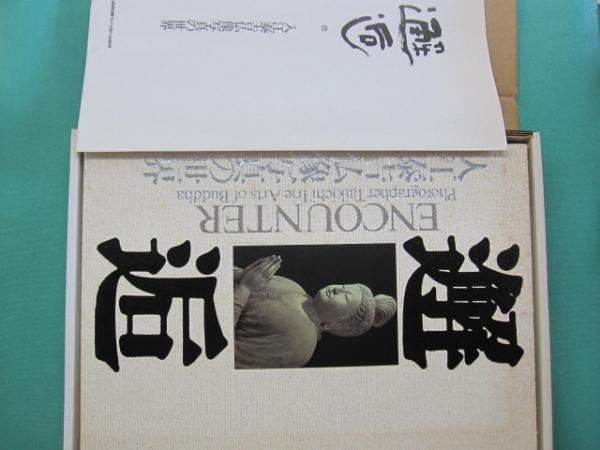 邂逅
入江泰吉仏像写真の世界
邂逅
ENCOUNTER
Photographer Taikichi Irie Arts of Buddha
入江泰吉仏像写真の世界